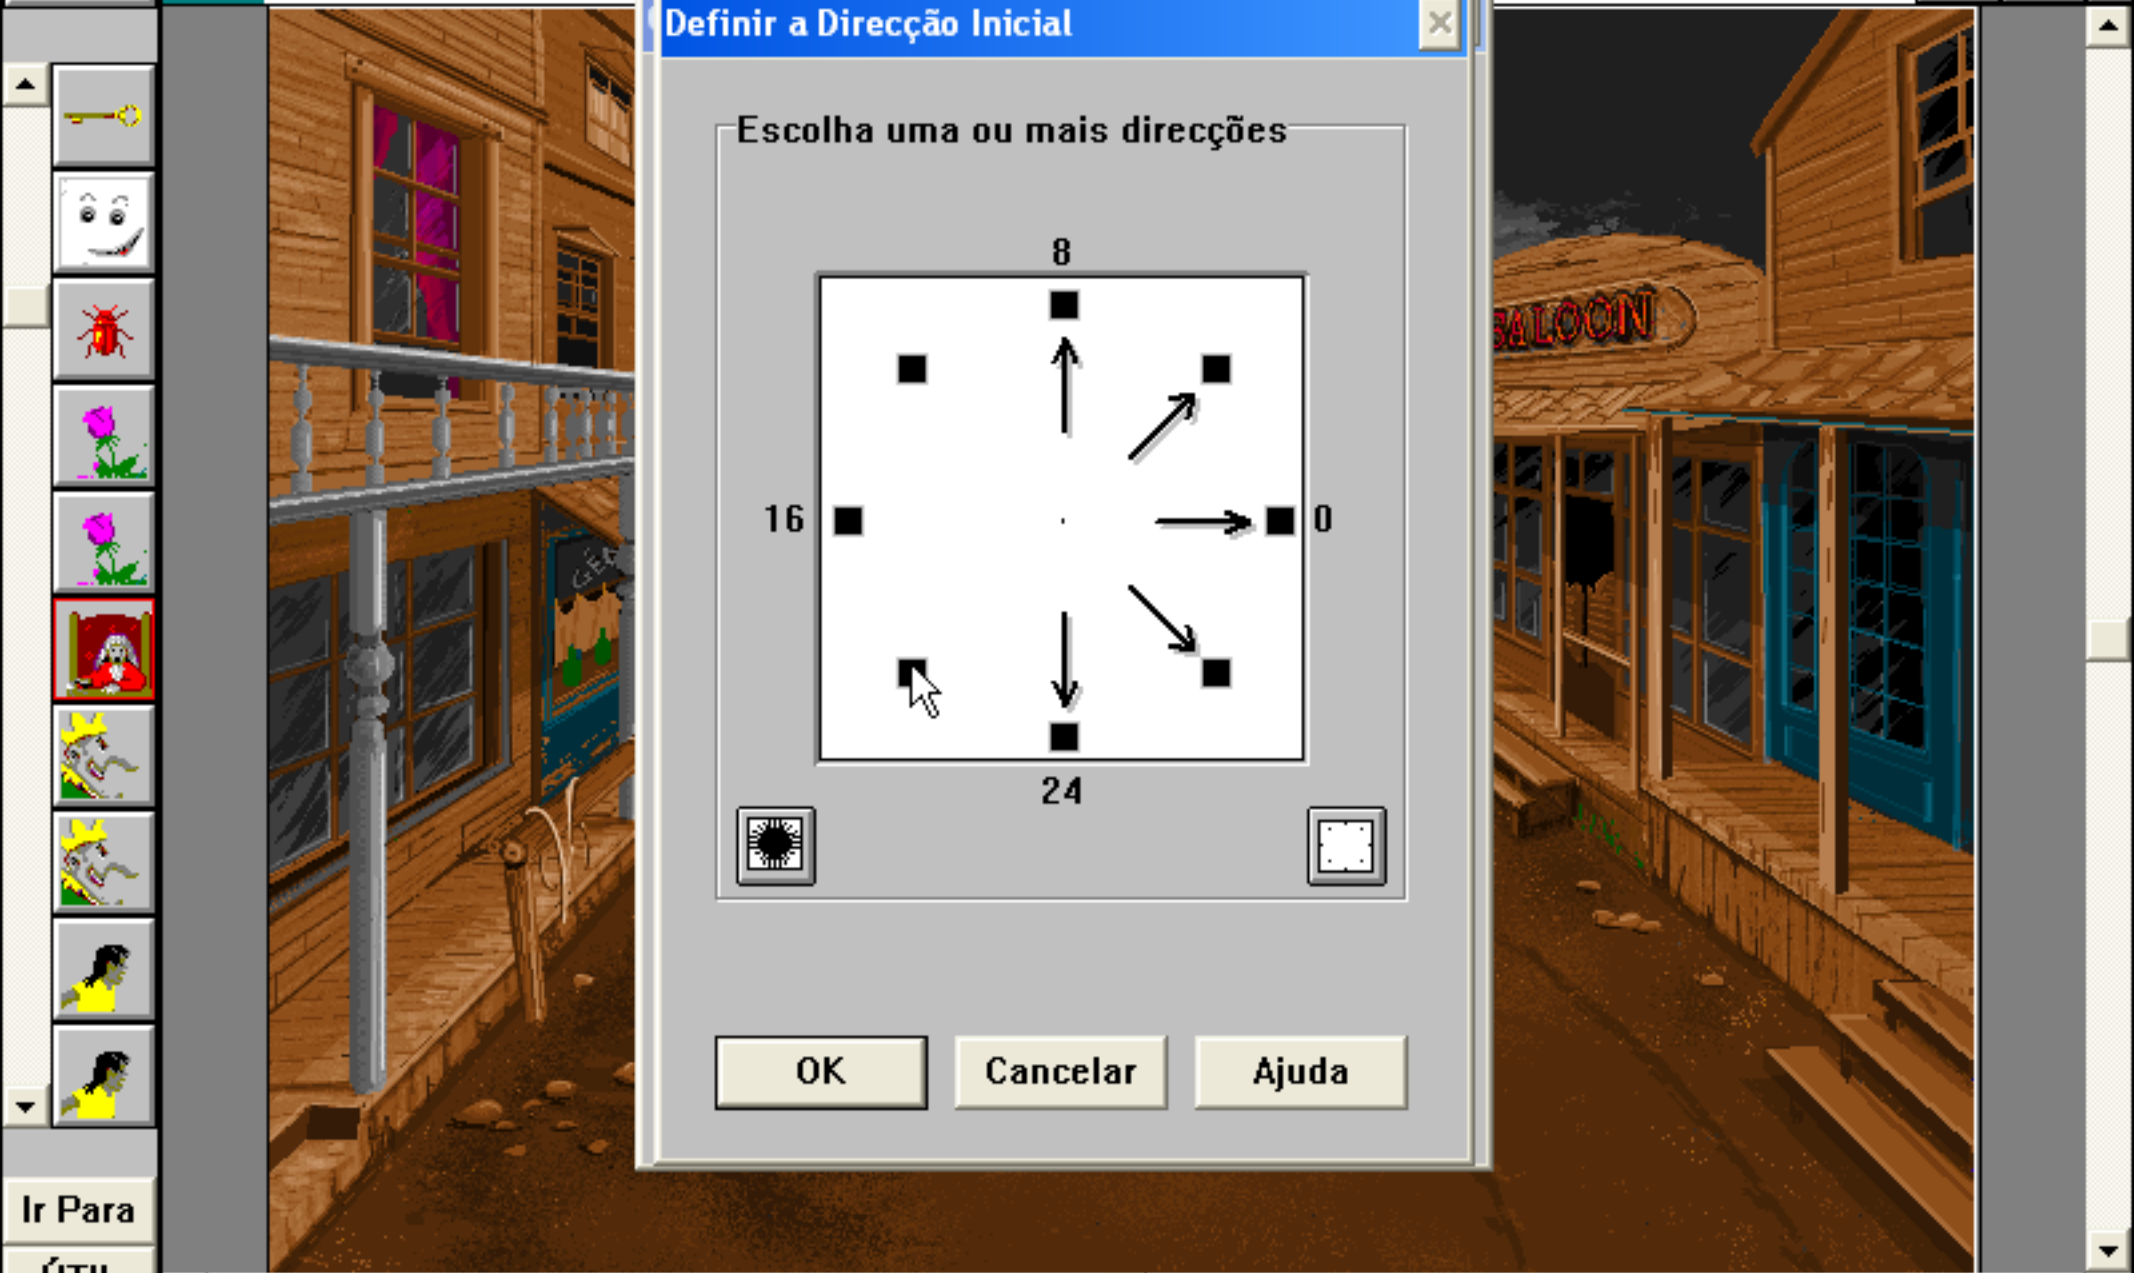 Definir a Direcção Inicial
Escolha uma ou mais direcções
8
16
0
24
OK
Cancelar
Ajuda
SALOON
Ir Para